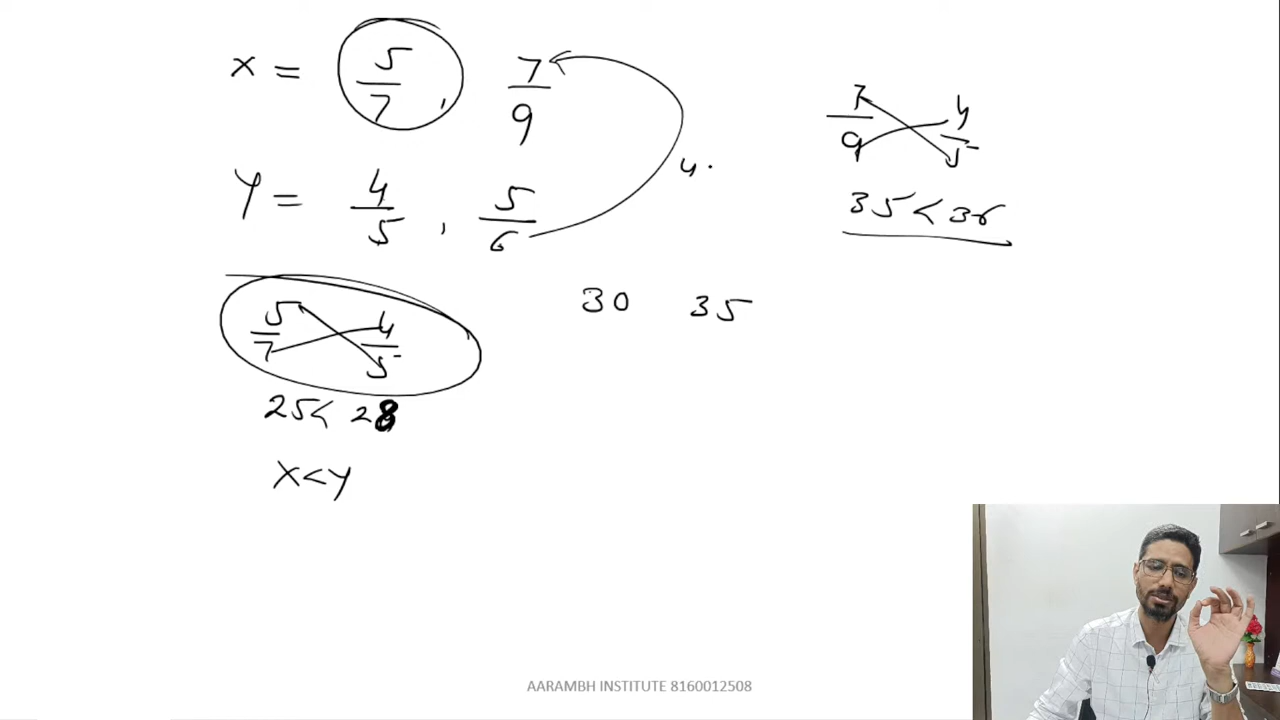 X = 5/7 , 7/9
Y = 4/5 , 5/6
4.
7/9 4/5
35 < 36
5/7 4/5
25 < 28
X < Y
30 35
AARAMBH INSTITUTE 8160012508